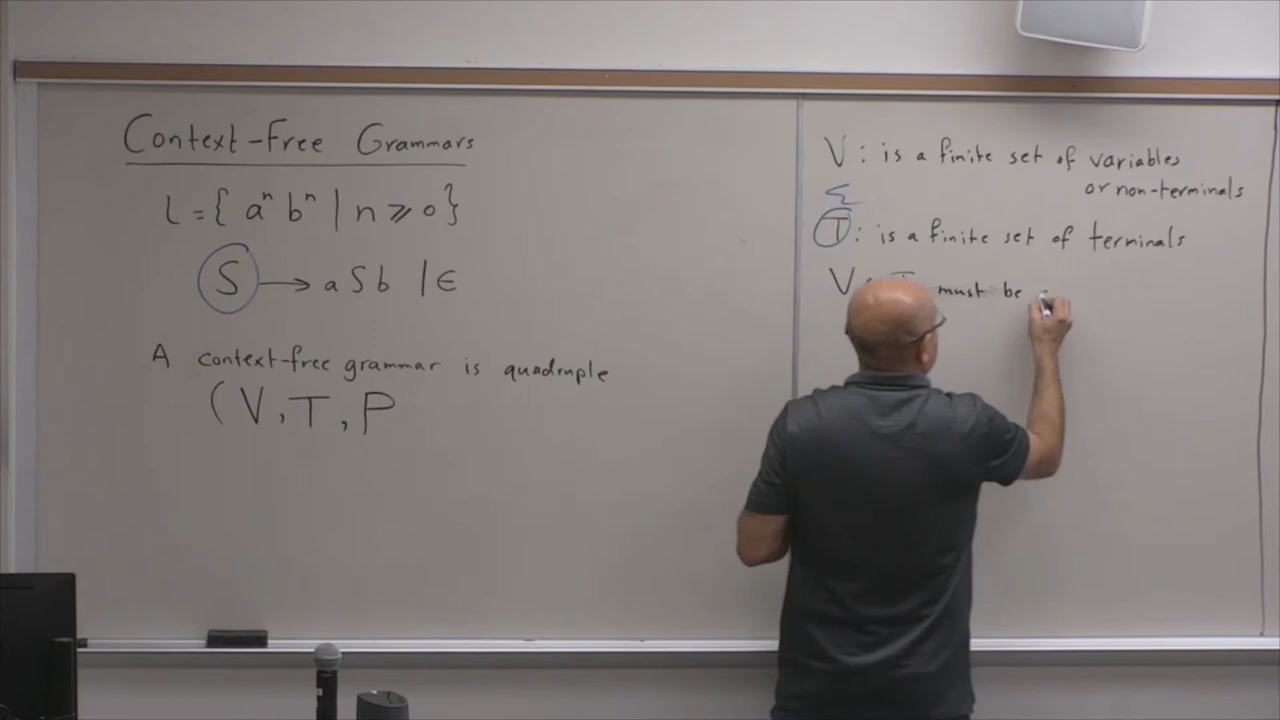 Context-Free Grammars
L = { aⁿ bⁿ | n ⩾ 0 }
S → a S b | ∈
A context-free grammar is quadruple
(V, T, P
V : is a finite set of variables
or non-terminals
Σ
T : is a finite set of terminals
V must be